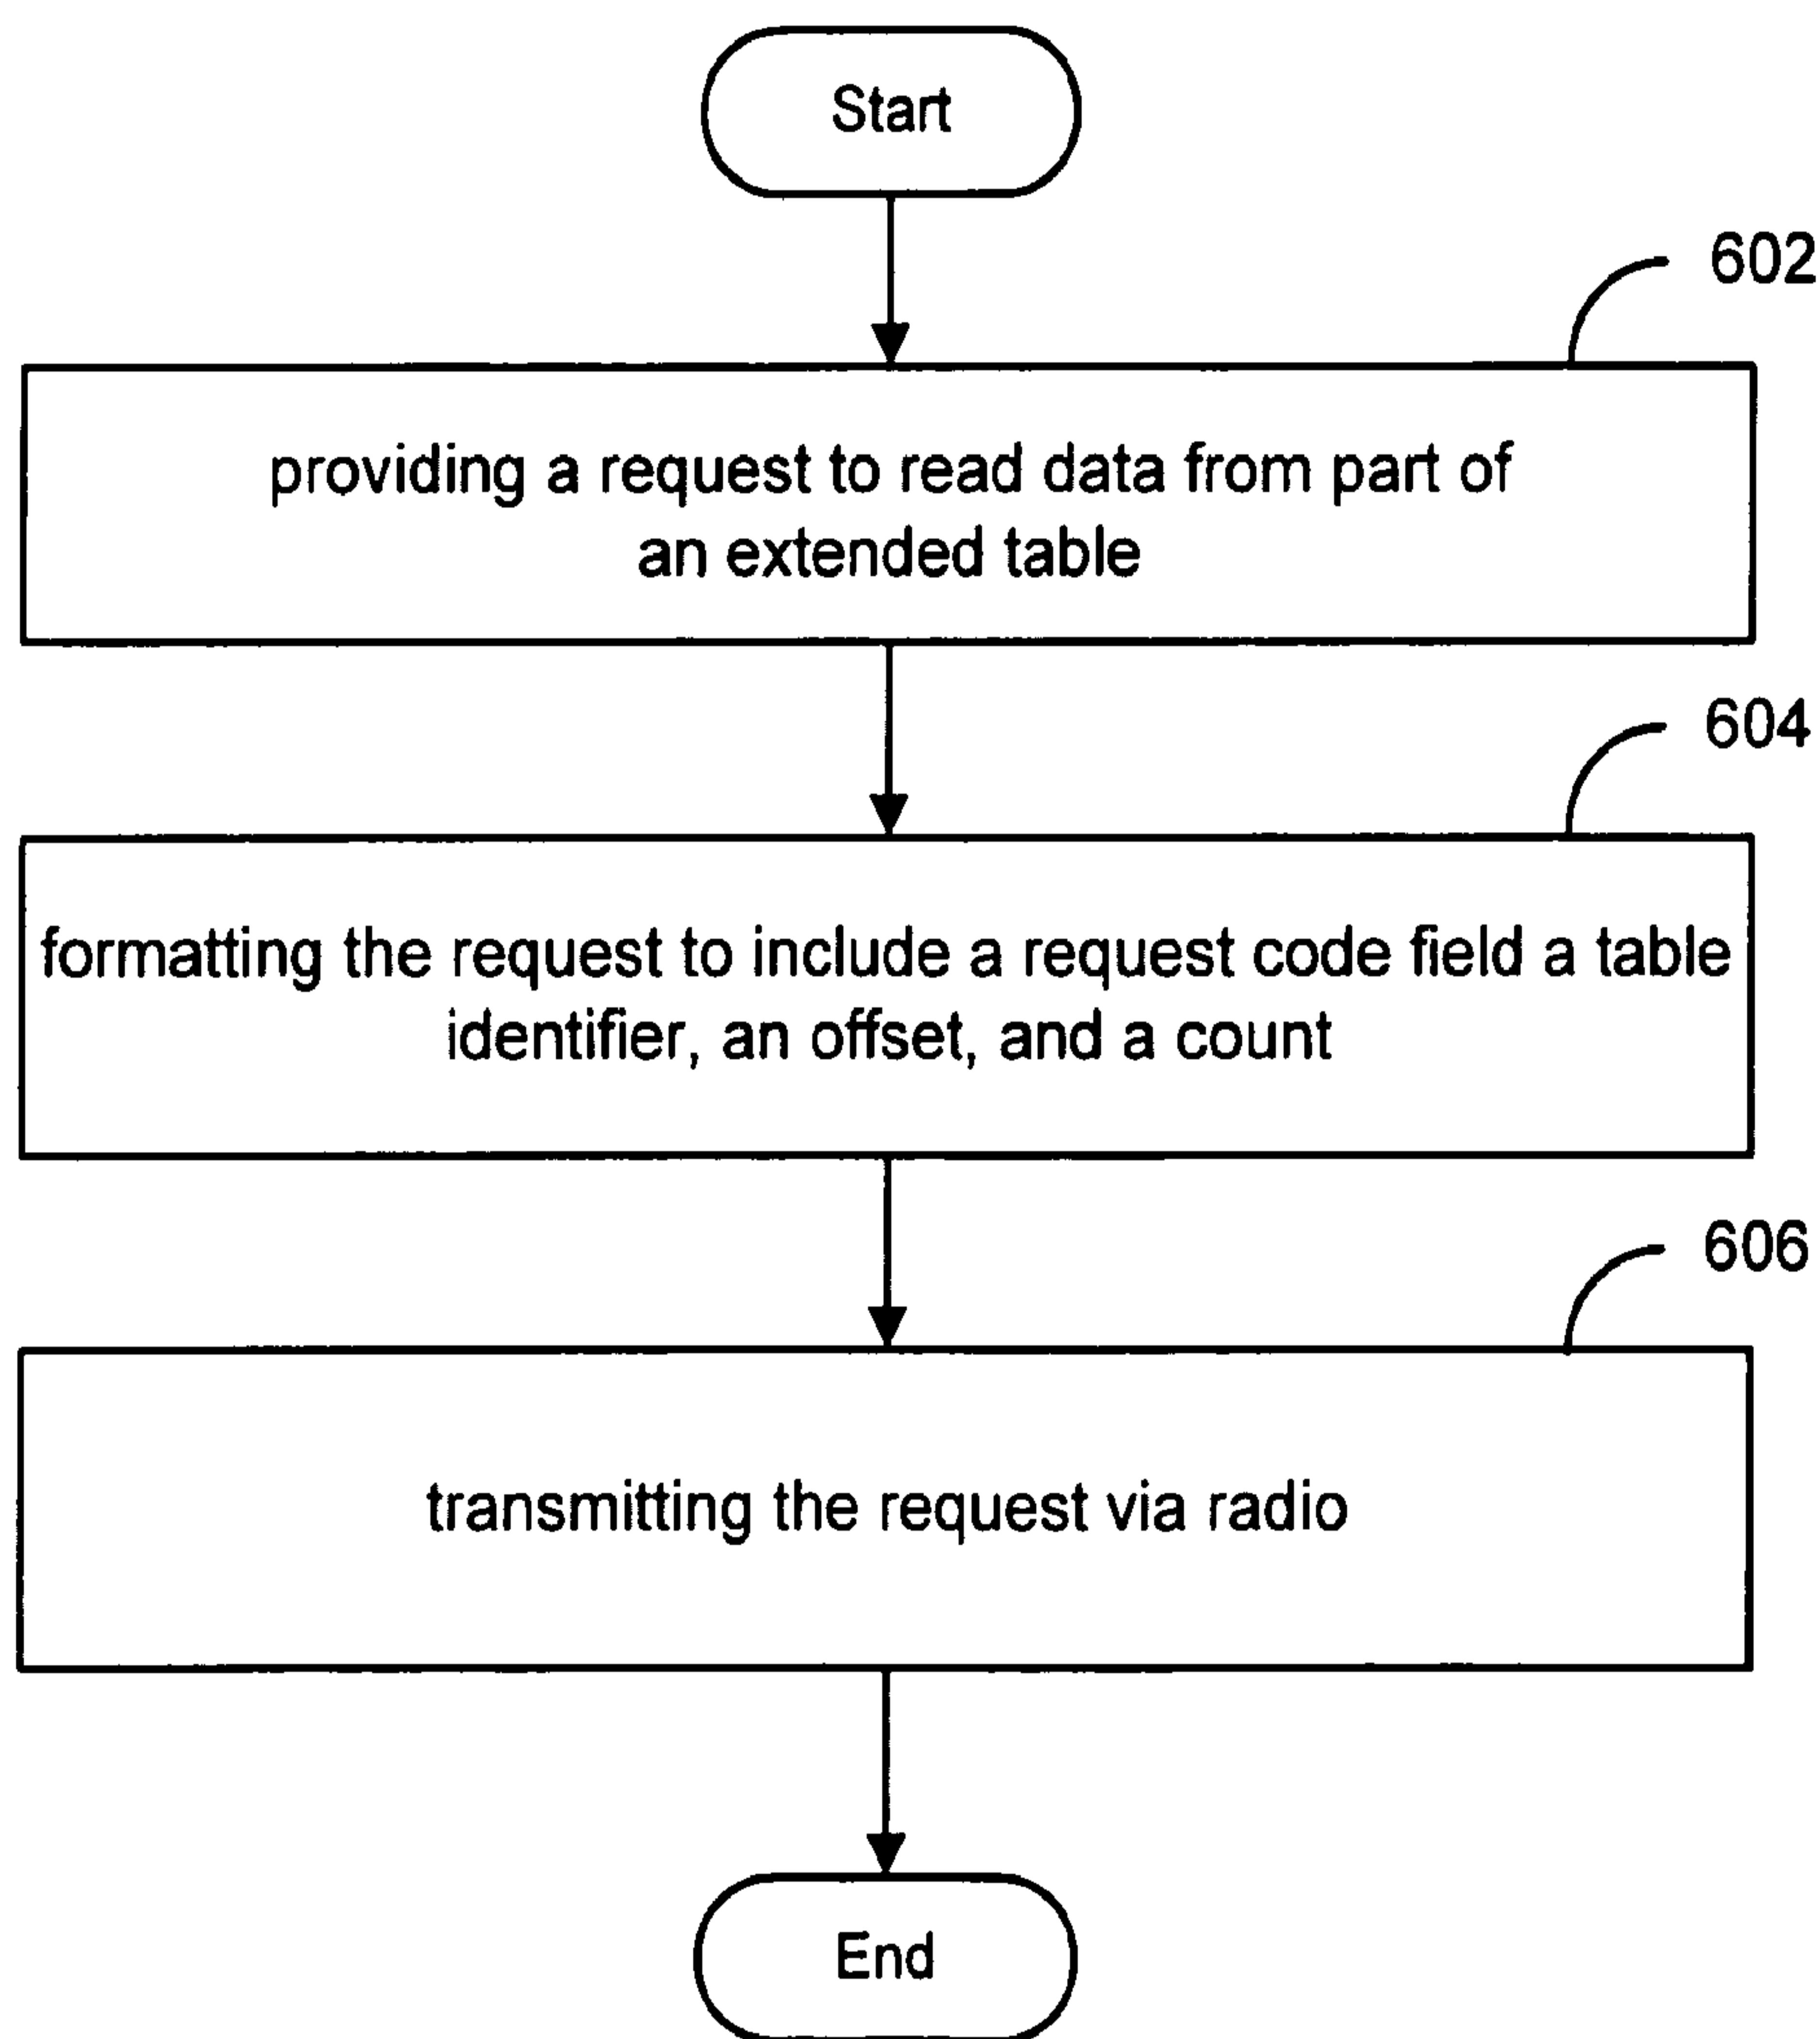 Start
602
providing a request to read data from part of
an extended table
604
formatting the request to include a request code field a table
identifier, an offset, and a count
606
transmitting the request via radio
End